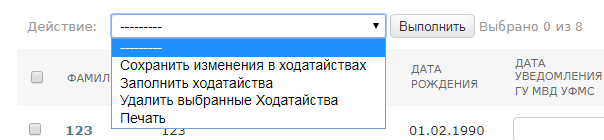 Действие: --------- Выполнить Выбрано 0 из 8
---------
Сохранить изменения в ходатайствах
Заполнить ходатайства
Удалить выбранные Ходатайства
Печать
ФАМИЛ
ДАТА РОЖДЕНИЯ
ДАТА УВЕДОМЛЕНИЯ ГУ МВД УФМС
123 123 01.02.1990